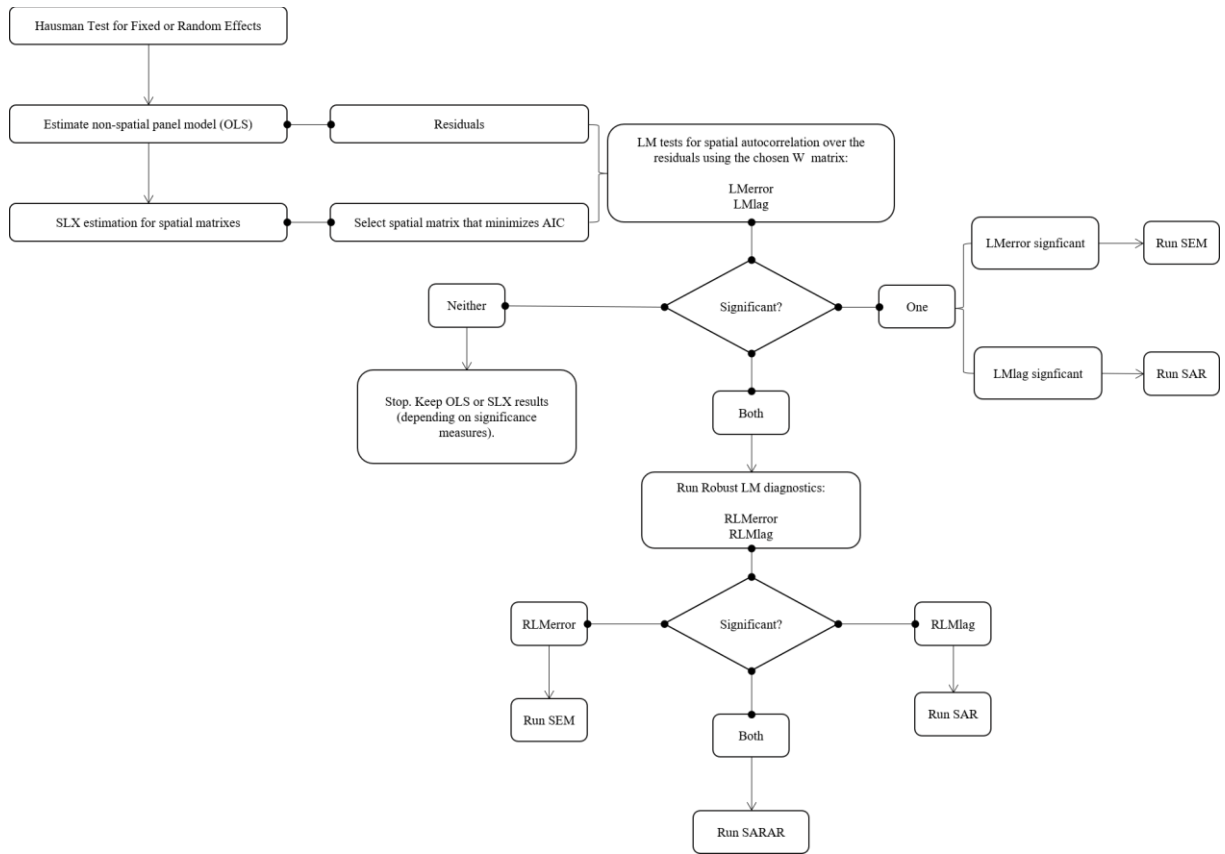 Hausman Test for Fixed or Random Effects
Estimate non-spatial panel model (OLS)
Residuals
SLX estimation for spatial matrixes
Select spatial matrix that minimizes AIC
LM tests for spatial autocorrelation over the
residuals using the chosen W matrix:
LMerror
LMlag
Significant?
Neither
Stop. Keep OLS or SLX results
(depending on significance
measures).
One
LMerror signficant
Run SEM
LMlag signficant
Run SAR
Both
Run Robust LM diagnostics:
RLMerror
RLMlag
Significant?
RLMerror
Run SEM
RLMlag
Run SAR
Both
Run SARAR